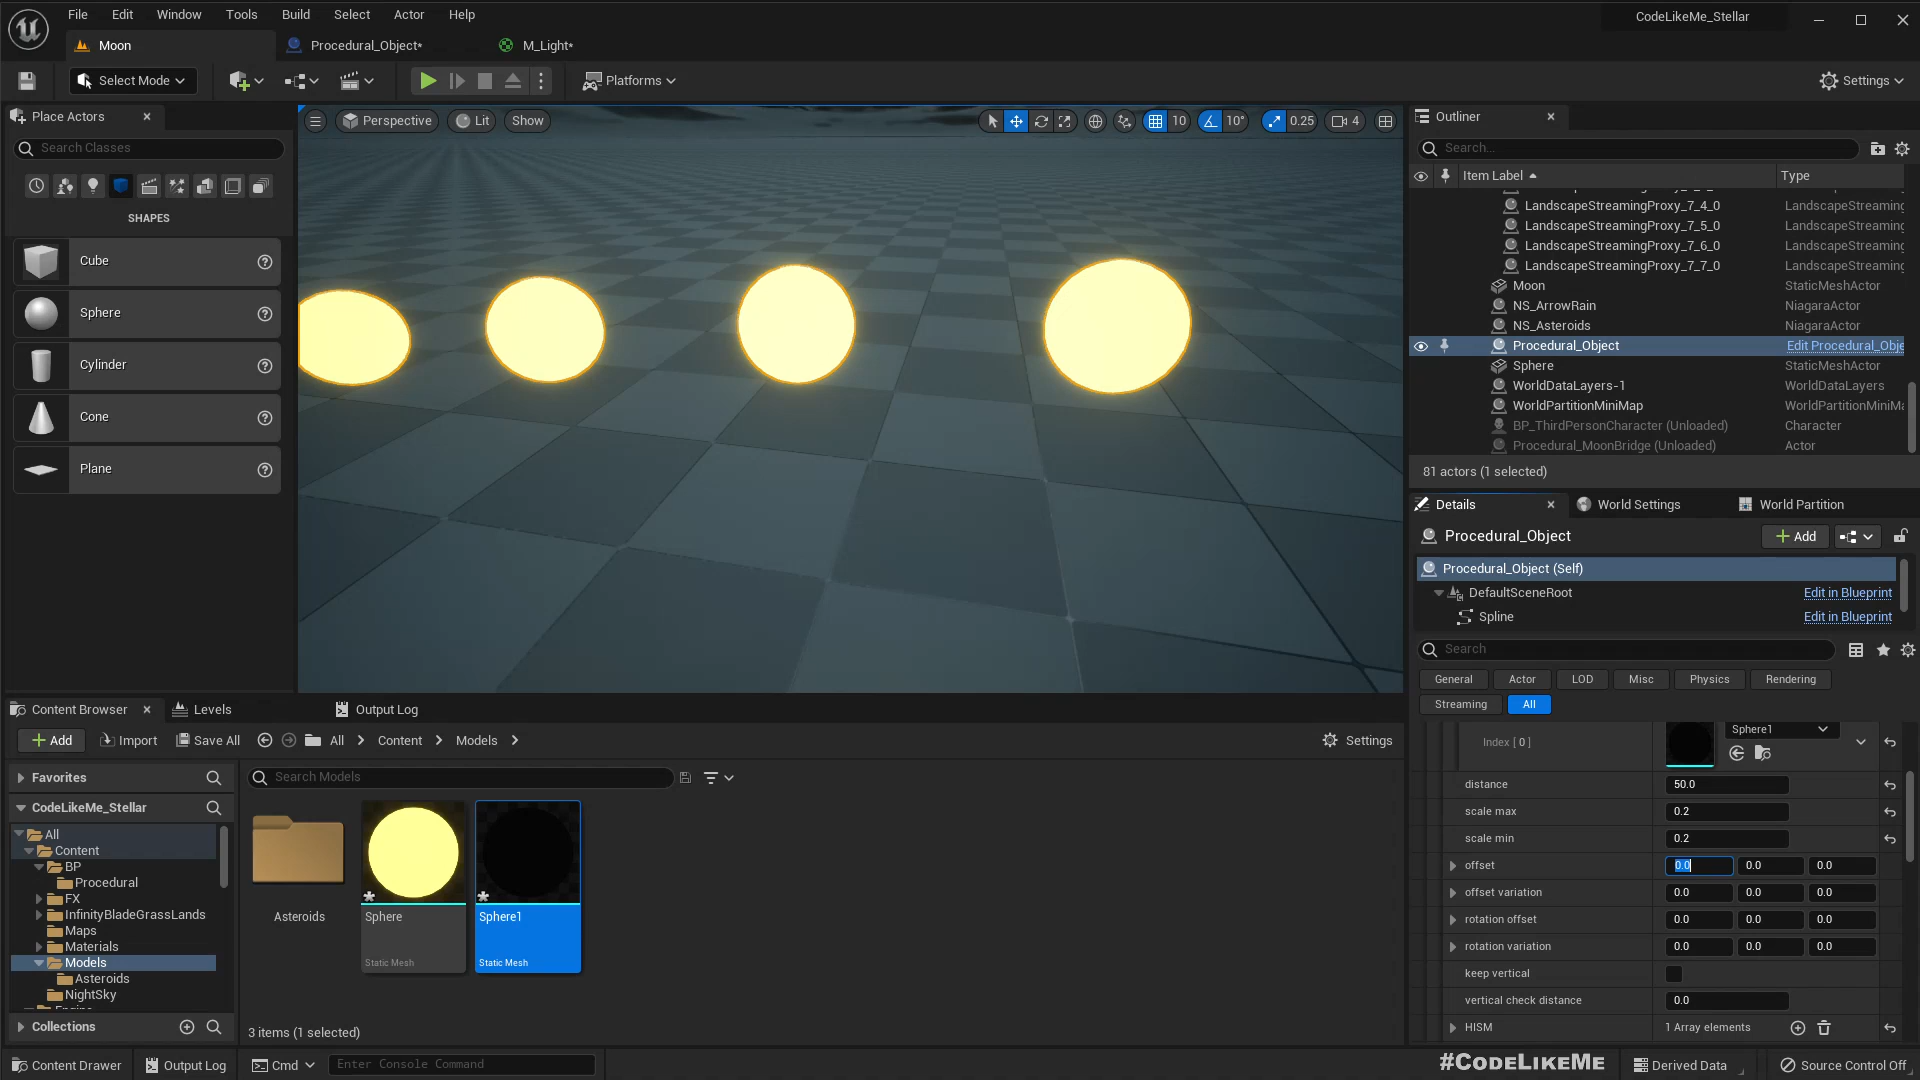 File Edit Window Tools Build Select Actor Help
CodeLikeMe_Stellar
Moon
Procedural_Object*
M_Light*
Select Mode
Platforms
Settings
Place Actors
Search Classes
SHAPES
Cube
Sphere
Cylinder
Cone
Plane
Perspective
Lit
Show
10
10°
0.25
4
Outliner
Search...
Item Label
Type
LandscapeStreamingProxy_7_4_0 LandscapeStreaming
LandscapeStreamingProxy_7_5_0 LandscapeStreaming
LandscapeStreamingProxy_7_6_0 LandscapeStreaming
LandscapeStreamingProxy_7_7_0 LandscapeStreaming
Moon StaticMeshActor
NS_ArrowRain NiagaraActor
NS_Asteroids NiagaraActor
Procedural_Object Edit Procedural_Obje
Sphere StaticMeshActor
WorldDataLayers-1 WorldDataLayers
WorldPartitionMiniMap WorldPartitionMiniMa
BP_ThirdPersonCharacter (Unloaded) Character
Procedural_MoonBridge (Unloaded) Actor
81 actors (1 selected)
Details
World Settings
World Partition
Procedural_Object
Add
Procedural_Object (Self)
DefaultSceneRoot Edit in Blueprint
Spline Edit in Blueprint
Search
General Actor LOD Misc Physics Rendering
Streaming All
Index [ 0 ] Sphere1
distance 50.0
scale max 0.2
scale min 0.2
offset 0.0 0.0 0.0
offset variation 0.0 0.0 0.0
rotation offset 0.0 0.0 0.0
rotation variation 0.0 0.0 0.0
keep vertical
vertical check distance 0.0
HISM 1 Array elements
Content Browser
Levels
Output Log
Add Import Save All All Content Models
Settings
Favorites
Search Models
CodeLikeMe_Stellar
All
Content
BP
Procedural
FX
InfinityBladeGrassLands
Maps
Materials
Models
Asteroids
NightSky
Collections
Asteroids
Sphere
Static Mesh
Sphere1
Static Mesh
3 items (1 selected)
Content Drawer
Output Log
Cmd
Enter Console Command
#CodeLikeMe
Derived Data
Source Control Off